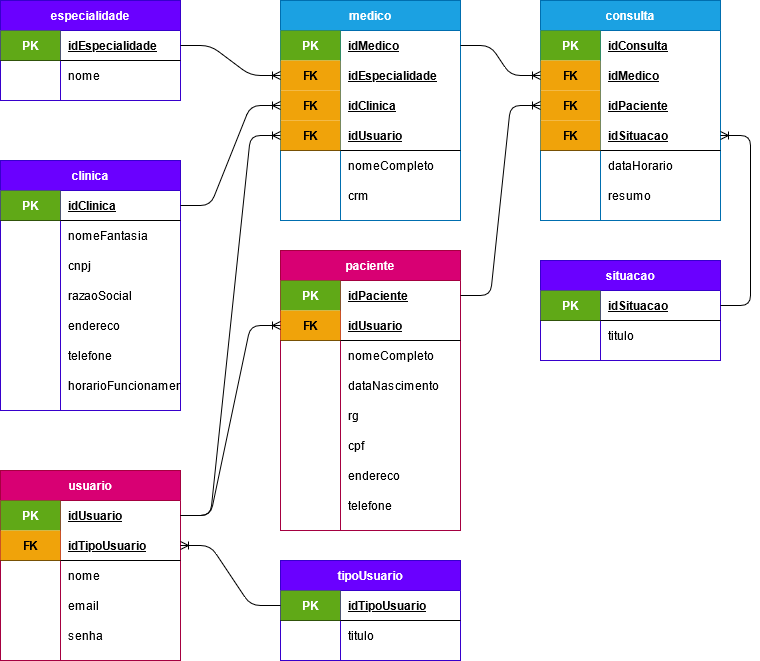 especialidade
PK idEspecialidade
nome
clinica
PK idClinica
nomeFantasia
cnpj
razaoSocial
endereco
telefone
horarioFuncionamer
usuario
PK idUsuario
FK idTipoUsuario
nome
email
senha
medico
PK idMedico
FK idEspecialidade
FK idClinica
FK idUsuario
nomeCompleto
crm
paciente
PK idPaciente
FK idUsuario
nomeCompleto
dataNascimento
rg
cpf
endereco
telefone
tipoUsuario
PK idTipoUsuario
titulo
consulta
PK idConsulta
FK idMedico
FK idPaciente
FK idSituacao
dataHorario
resumo
situacao
PK idSituacao
titulo